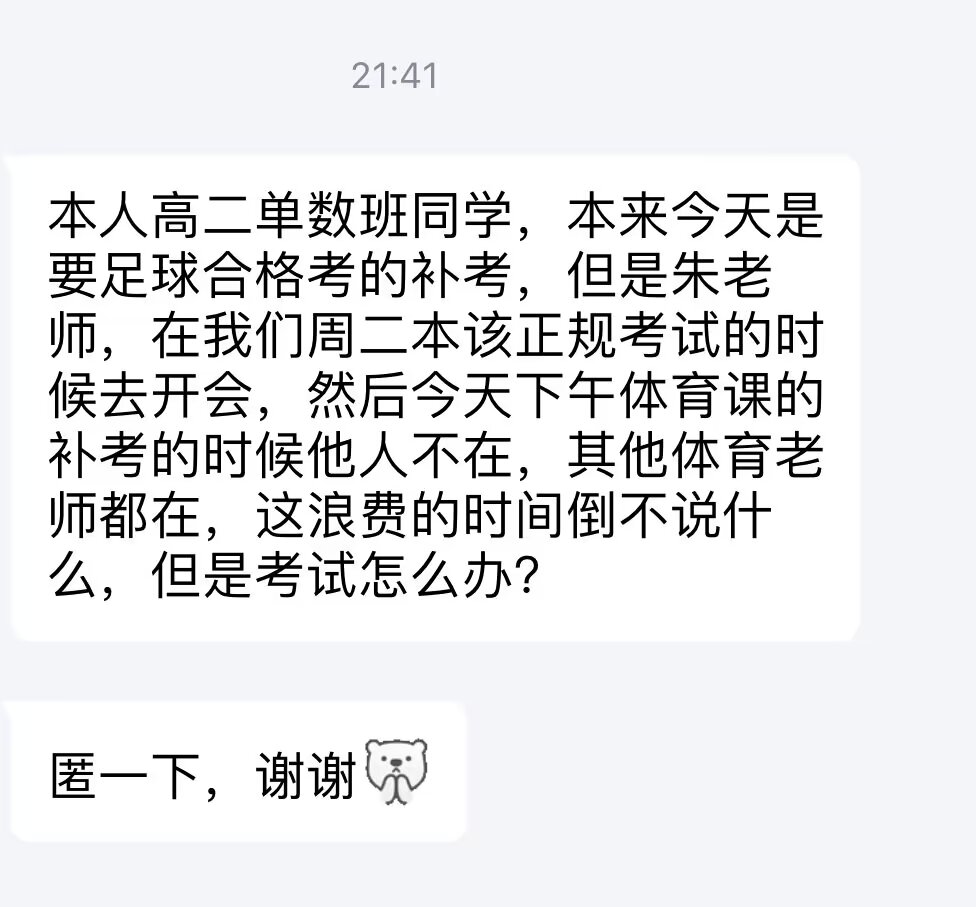 21:41
本人高二单数班同学，本来今天是
要足球合格考的补考，但是朱老
师，在我们周二本该正规考试的时
候去开会，然后今天下午体育课的
补考的时候他人不在，其他体育老
师都在，这浪费的时间倒不说什
么，但是考试怎么办？
匿一下，谢谢